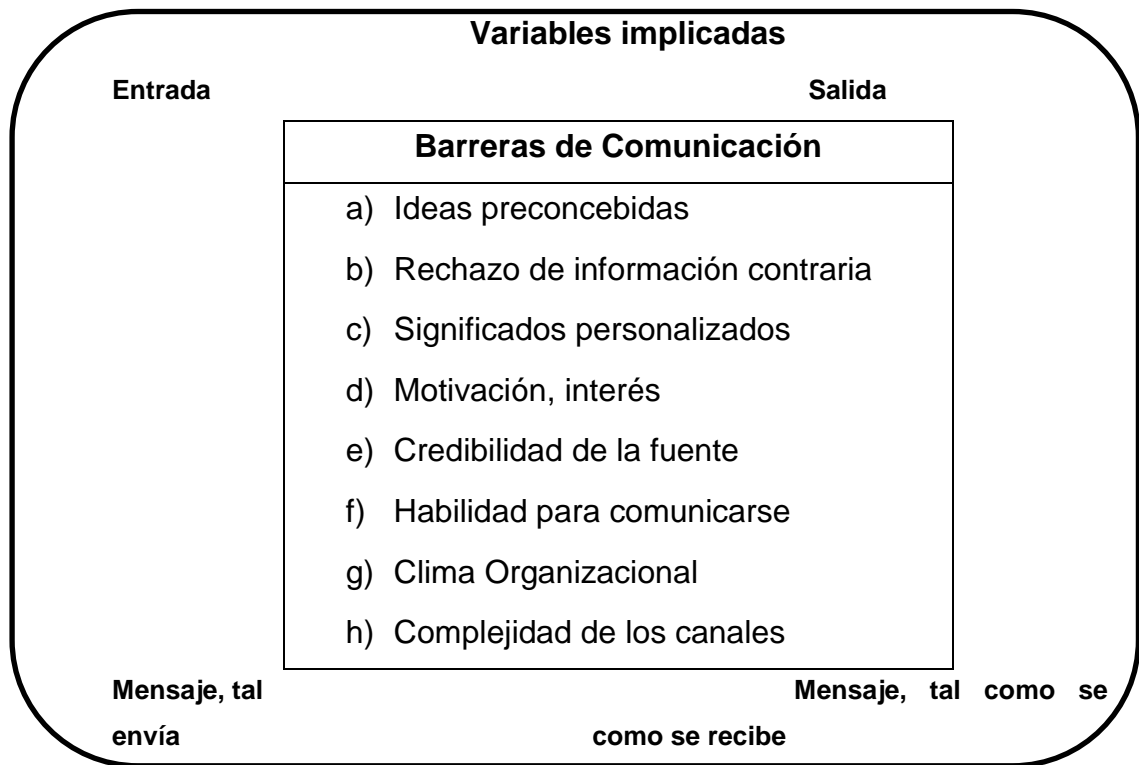 Variables implicadas
Entrada Salida
Barreras de Comunicación
a) Ideas preconcebidas
b) Rechazo de información contraria
c) Significados personalizados
d) Motivación, interés
e) Credibilidad de la fuente
f) Habilidad para comunicarse
g) Clima Organizacional
h) Complejidad de los canales
Mensaje, tal Mensaje, tal como se
envía como se recibe